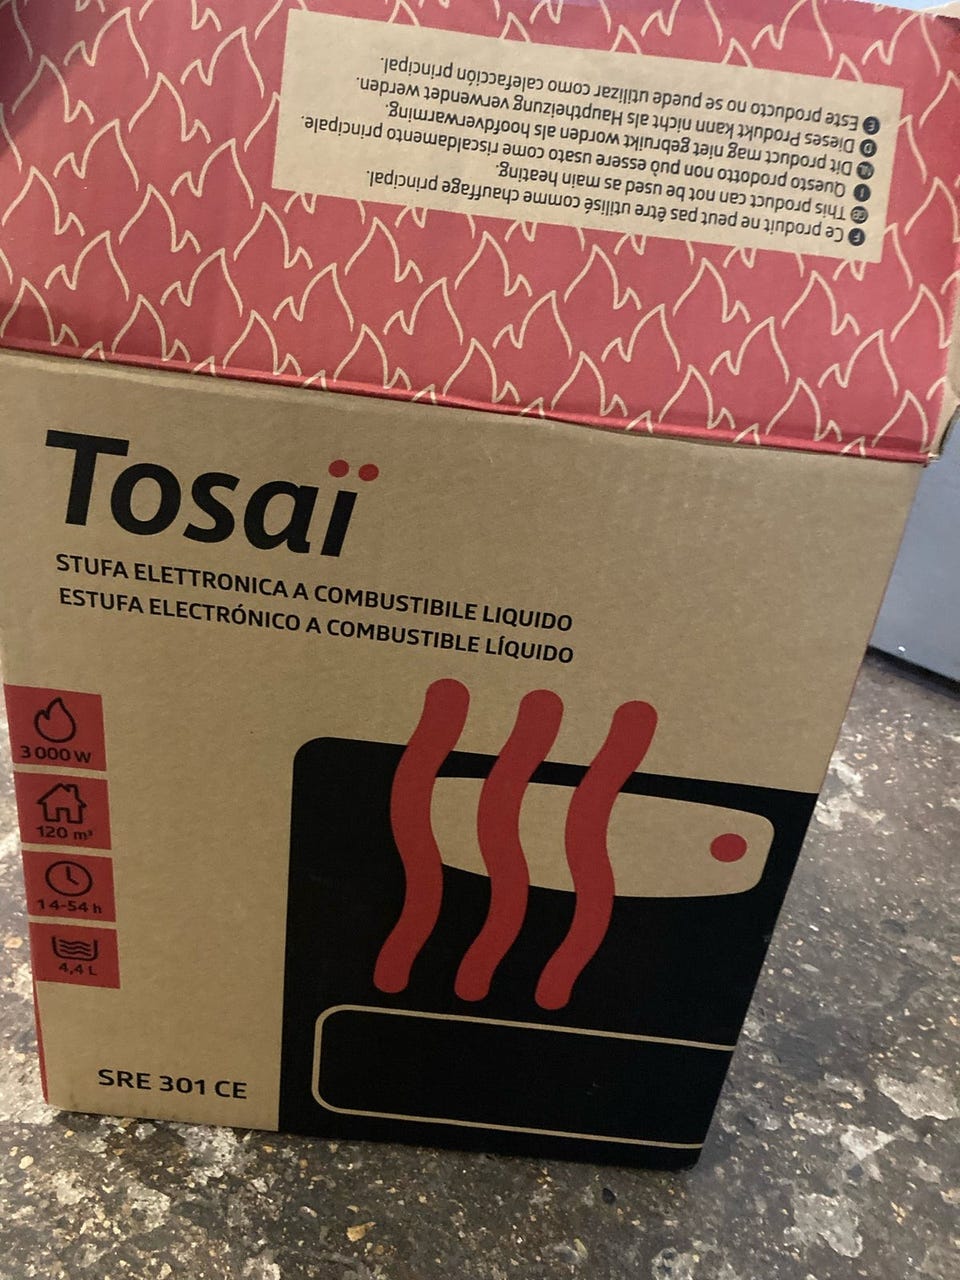 F Ce produit ne peut pas être utilisé comme chauffage principal.
GB This product can not be used as main heating.
I Questo prodotto non può essere usato come riscaldamento principale.
NL Dit product mag niet gebruikt worden als hoofdverwarming.
D Dieses Produkt kann nicht als Hauptheizung verwendet werden.
E Este producto no se puede utilizar como calefacción principal.
Tosaï
STUFA ELETTRONICA A COMBUSTIBILE LIQUIDO
ESTUFA ELECTRÓNICO A COMBUSTIBLE LÍQUIDO
3 000 W
120 m³
14-54 h
4,4 L
SRE 301 CE